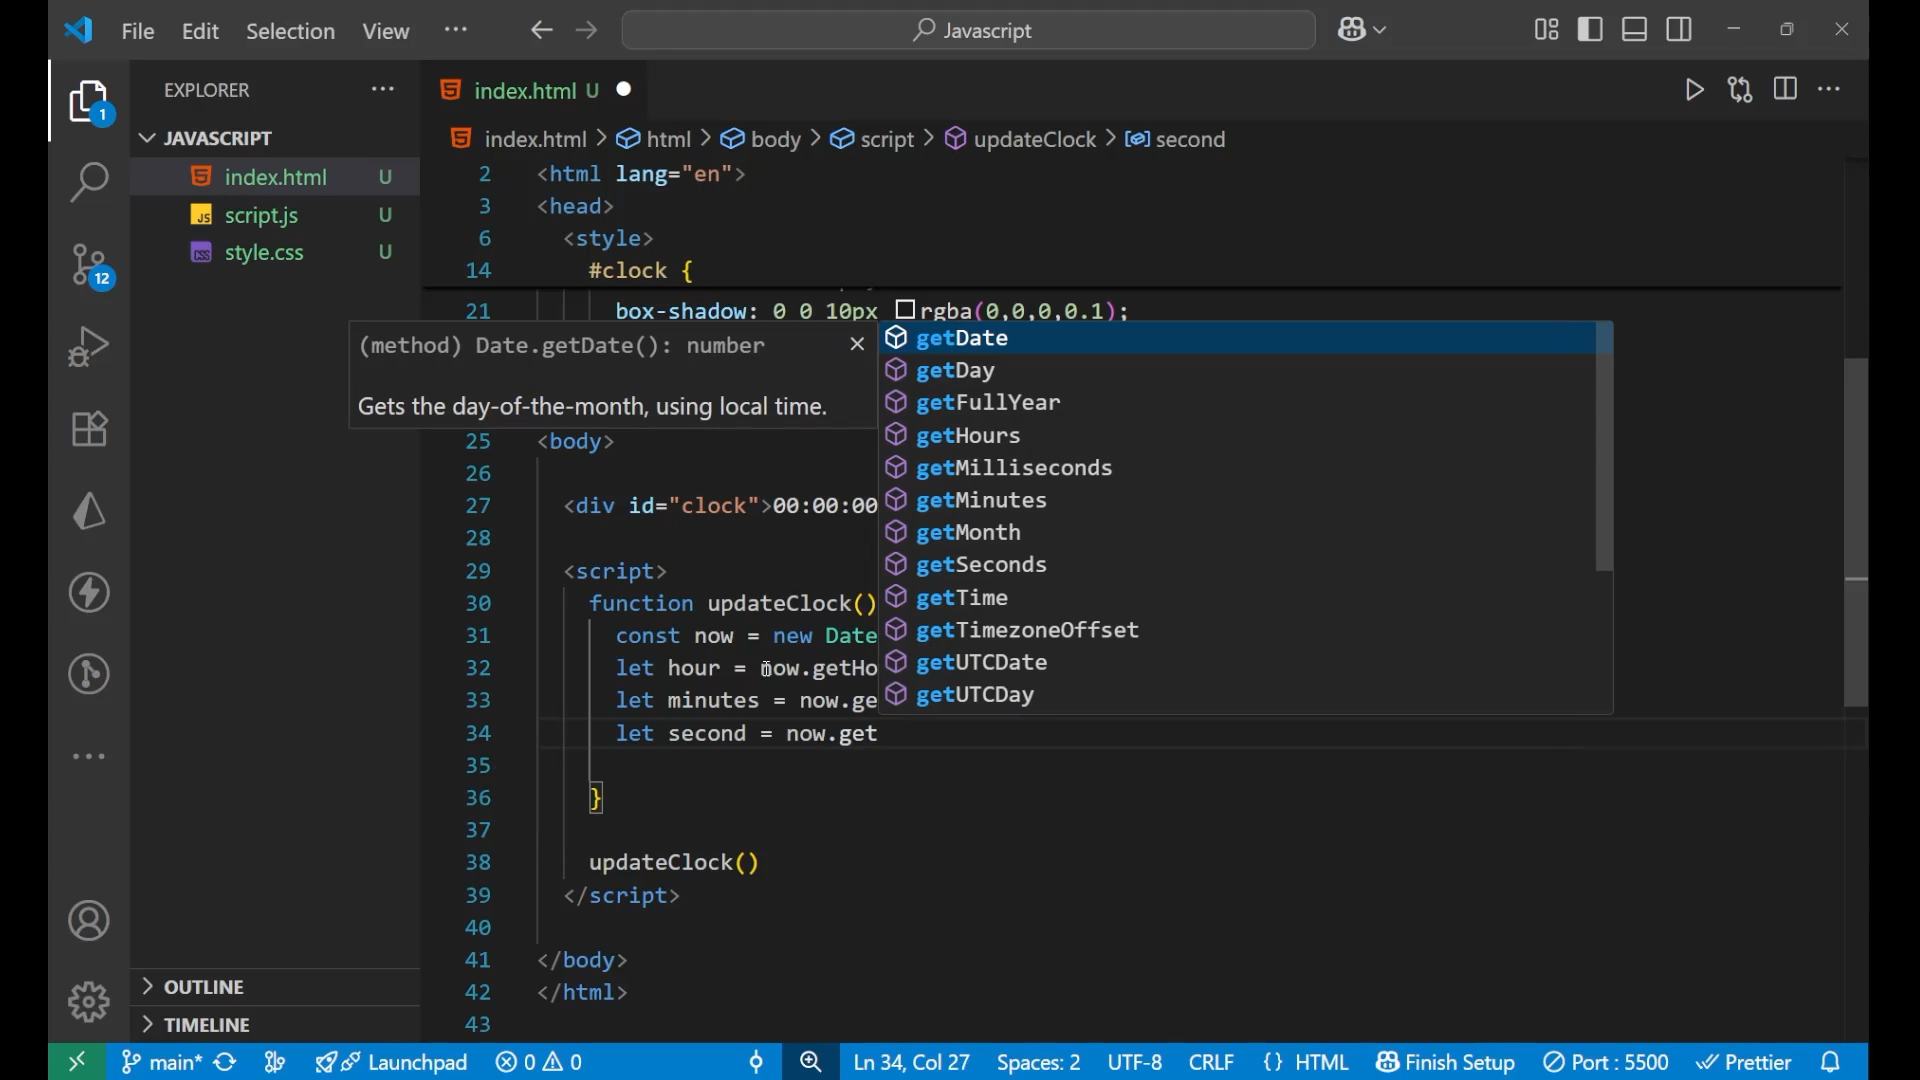 File Edit Selection View ··· Javascript
EXPLORER ···
JAVASCRIPT
index.html U
script.js U
style.css U
OUTLINE
TIMELINE
1
12
index.html U
index.html > html > body > script > updateClock > second
2 <html lang="en">
3 <head>
6 <style>
14 #clock {
21 box-shadow: 0 0 10px rgba(0,0,0,0.1);
(method) Date.getDate(): number
Gets the day-of-the-month, using local time.
getDate
getDay
getFullYear
getHours
getMilliseconds
getMinutes
getMonth
getSeconds
getTime
getTimezoneOffset
getUTCDate
getUTCDay
25 <body>
26
27 <div id="clock">00:00:00
28
29 <script>
30 function updateClock()
31 const now = new Date
32 let hour = now.getHo
33 let minutes = now.ge
34 let second = now.get
35
36 }
37
38 updateClock()
39 </script>
40
41 </body>
42 </html>
43
main* Launchpad 0 0 Ln 34, Col 27 Spaces: 2 UTF-8 CRLF {} HTML Finish Setup Port : 5500 Prettier